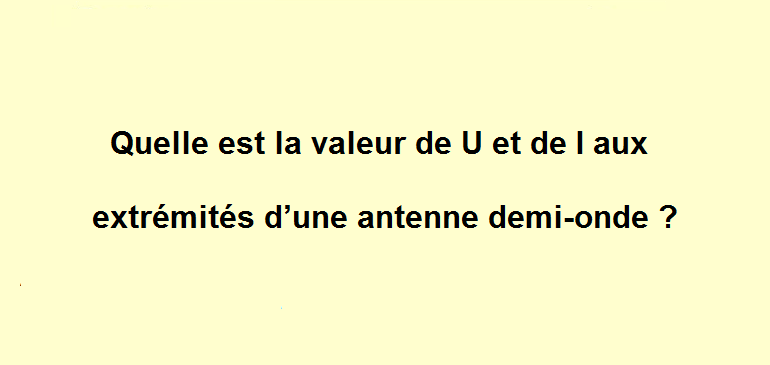 Quelle est la valeur de U et de I aux
extrémités d’une antenne demi-onde ?